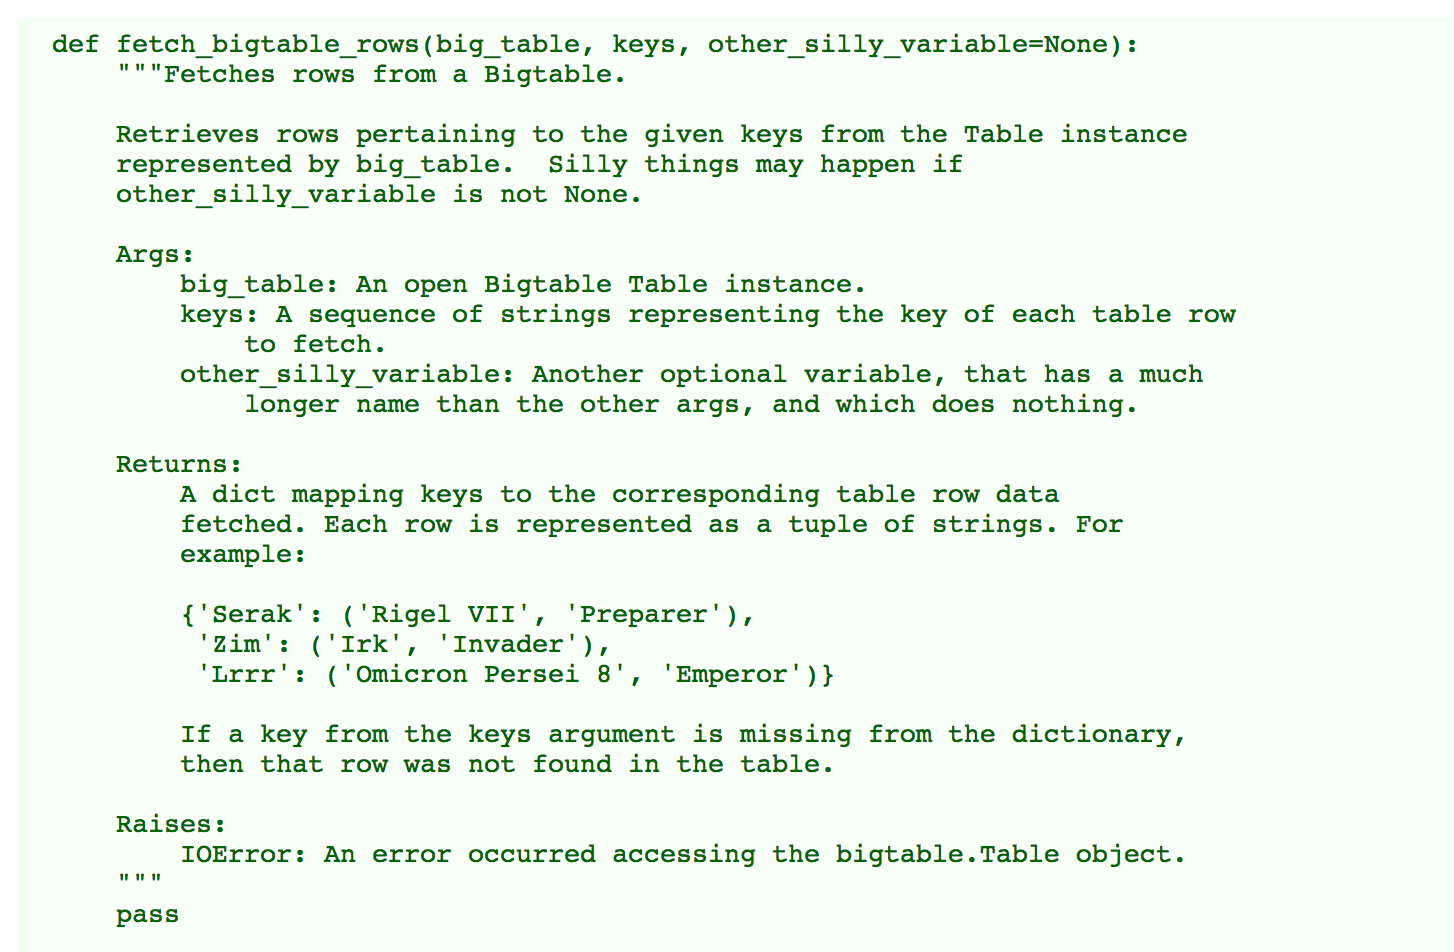 def fetch_bigtable_rows(big_table, keys, other_silly_variable=None):
    """Fetches rows from a Bigtable.

    Retrieves rows pertaining to the given keys from the Table instance
    represented by big_table.  Silly things may happen if
    other_silly_variable is not None.

    Args:
        big_table: An open Bigtable Table instance.
        keys: A sequence of strings representing the key of each table row
            to fetch.
        other_silly_variable: Another optional variable, that has a much
            longer name than the other args, and which does nothing.

    Returns:
        A dict mapping keys to the corresponding table row data
        fetched. Each row is represented as a tuple of strings. For
        example:

        {'Serak': ('Rigel VII', 'Preparer'),
         'Zim': ('Irk', 'Invader'),
         'Lrrr': ('Omicron Persei 8', 'Emperor')}

        If a key from the keys argument is missing from the dictionary,
        then that row was not found in the table.

    Raises:
        IOError: An error occurred accessing the bigtable.Table object.
    """
    pass